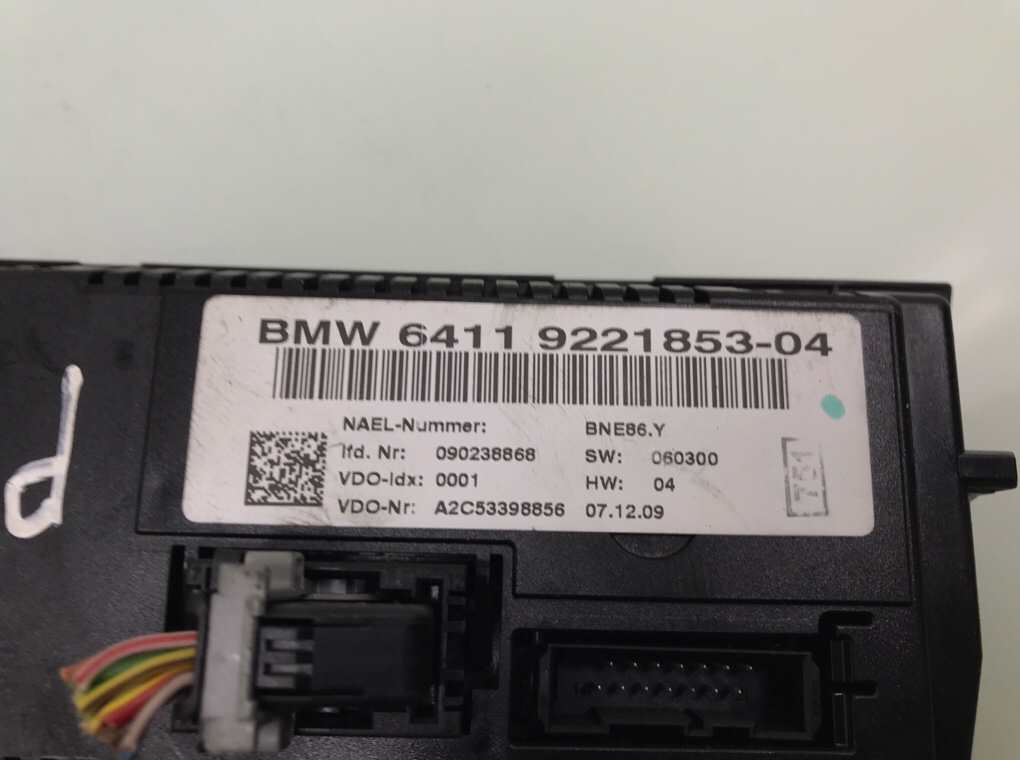 BMW 6411 9221853-04
NAEL-Nummer: BNE86.Y
lfd. Nr: 090238868 SW: 060300
VDO-Idx: 0001 HW: 04
VDO-Nr: A2C53398856 07.12.09
751